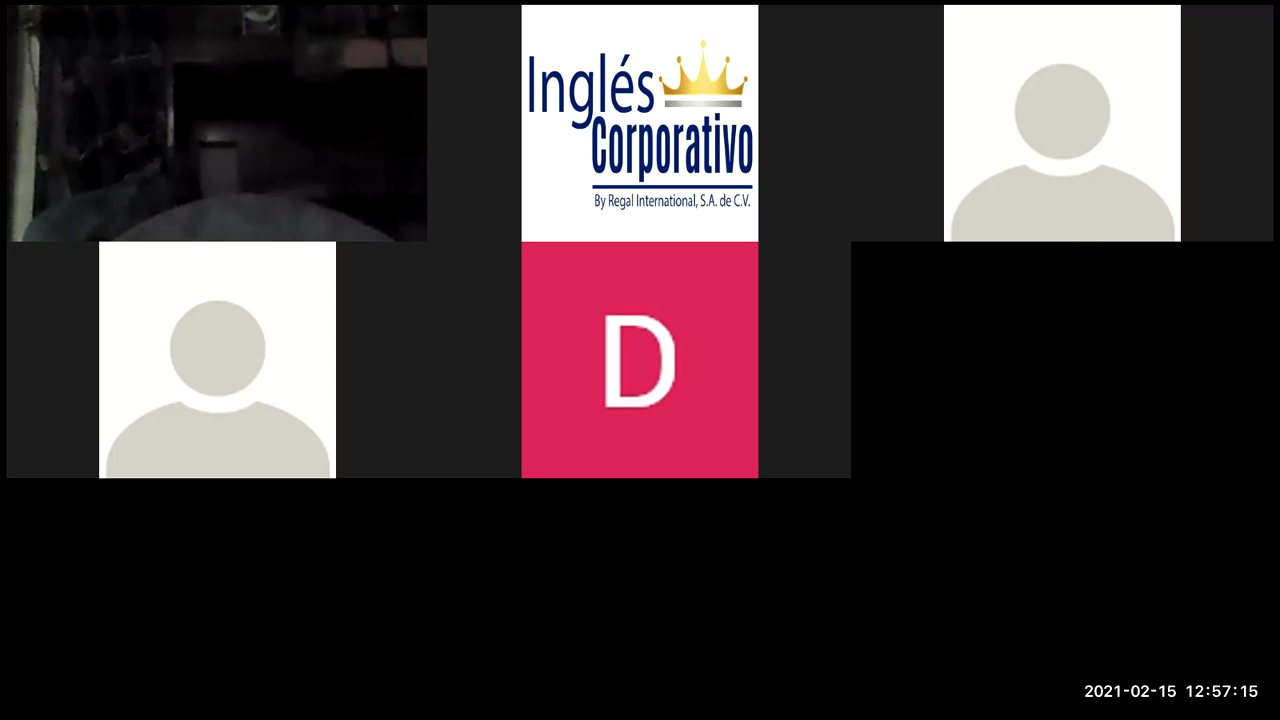 Inglés
Corporativo
By Regal International, S.A. de C.V.
D
2021-02-15 12:57:15